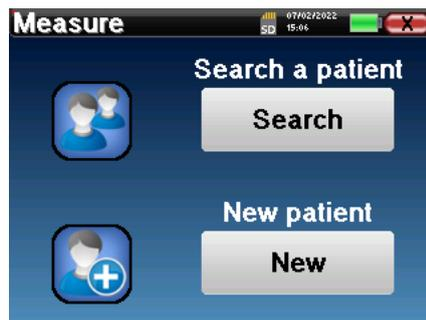 Measure
SD
07/02/2022
15:06
X
Search a patient
Search
New patient
New